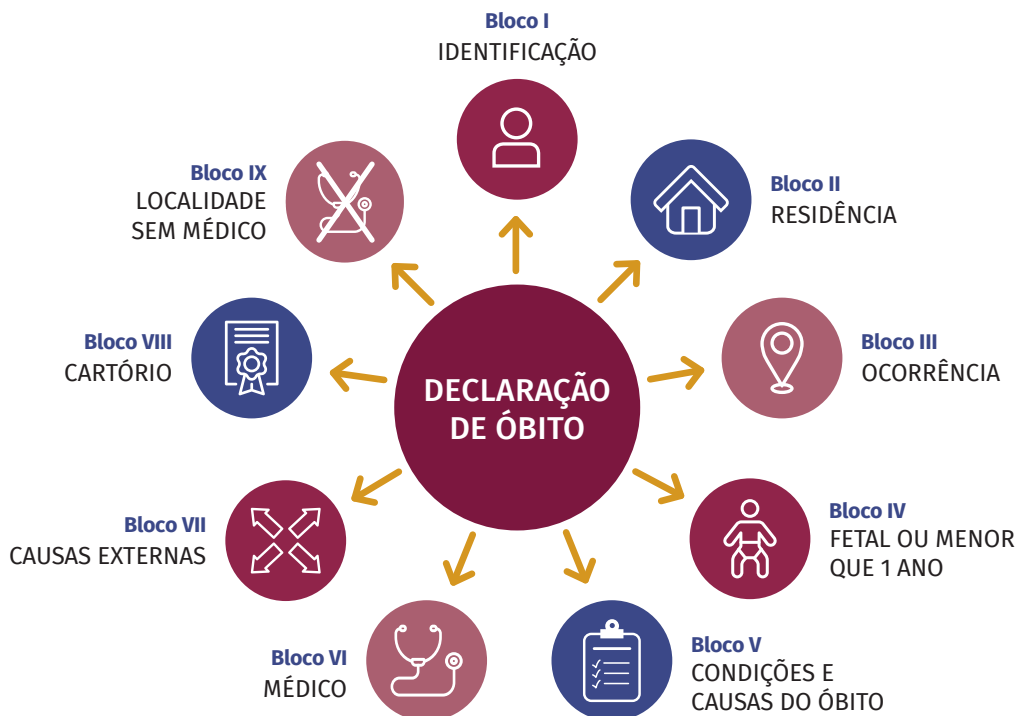 Bloco I
IDENTIFICAÇÃO
Bloco II
RESIDÊNCIA
Bloco III
OCORRÊNCIA
Bloco IV
FETAL OU MENOR
QUE 1 ANO
Bloco V
CONDIÇÕES E
CAUSAS DO ÓBITO
Bloco VI
MÉDICO
Bloco VII
CAUSAS EXTERNAS
Bloco VIII
CARTÓRIO
Bloco IX
LOCALIDADE
SEM MÉDICO
DECLARAÇÃO
DE ÓBITO